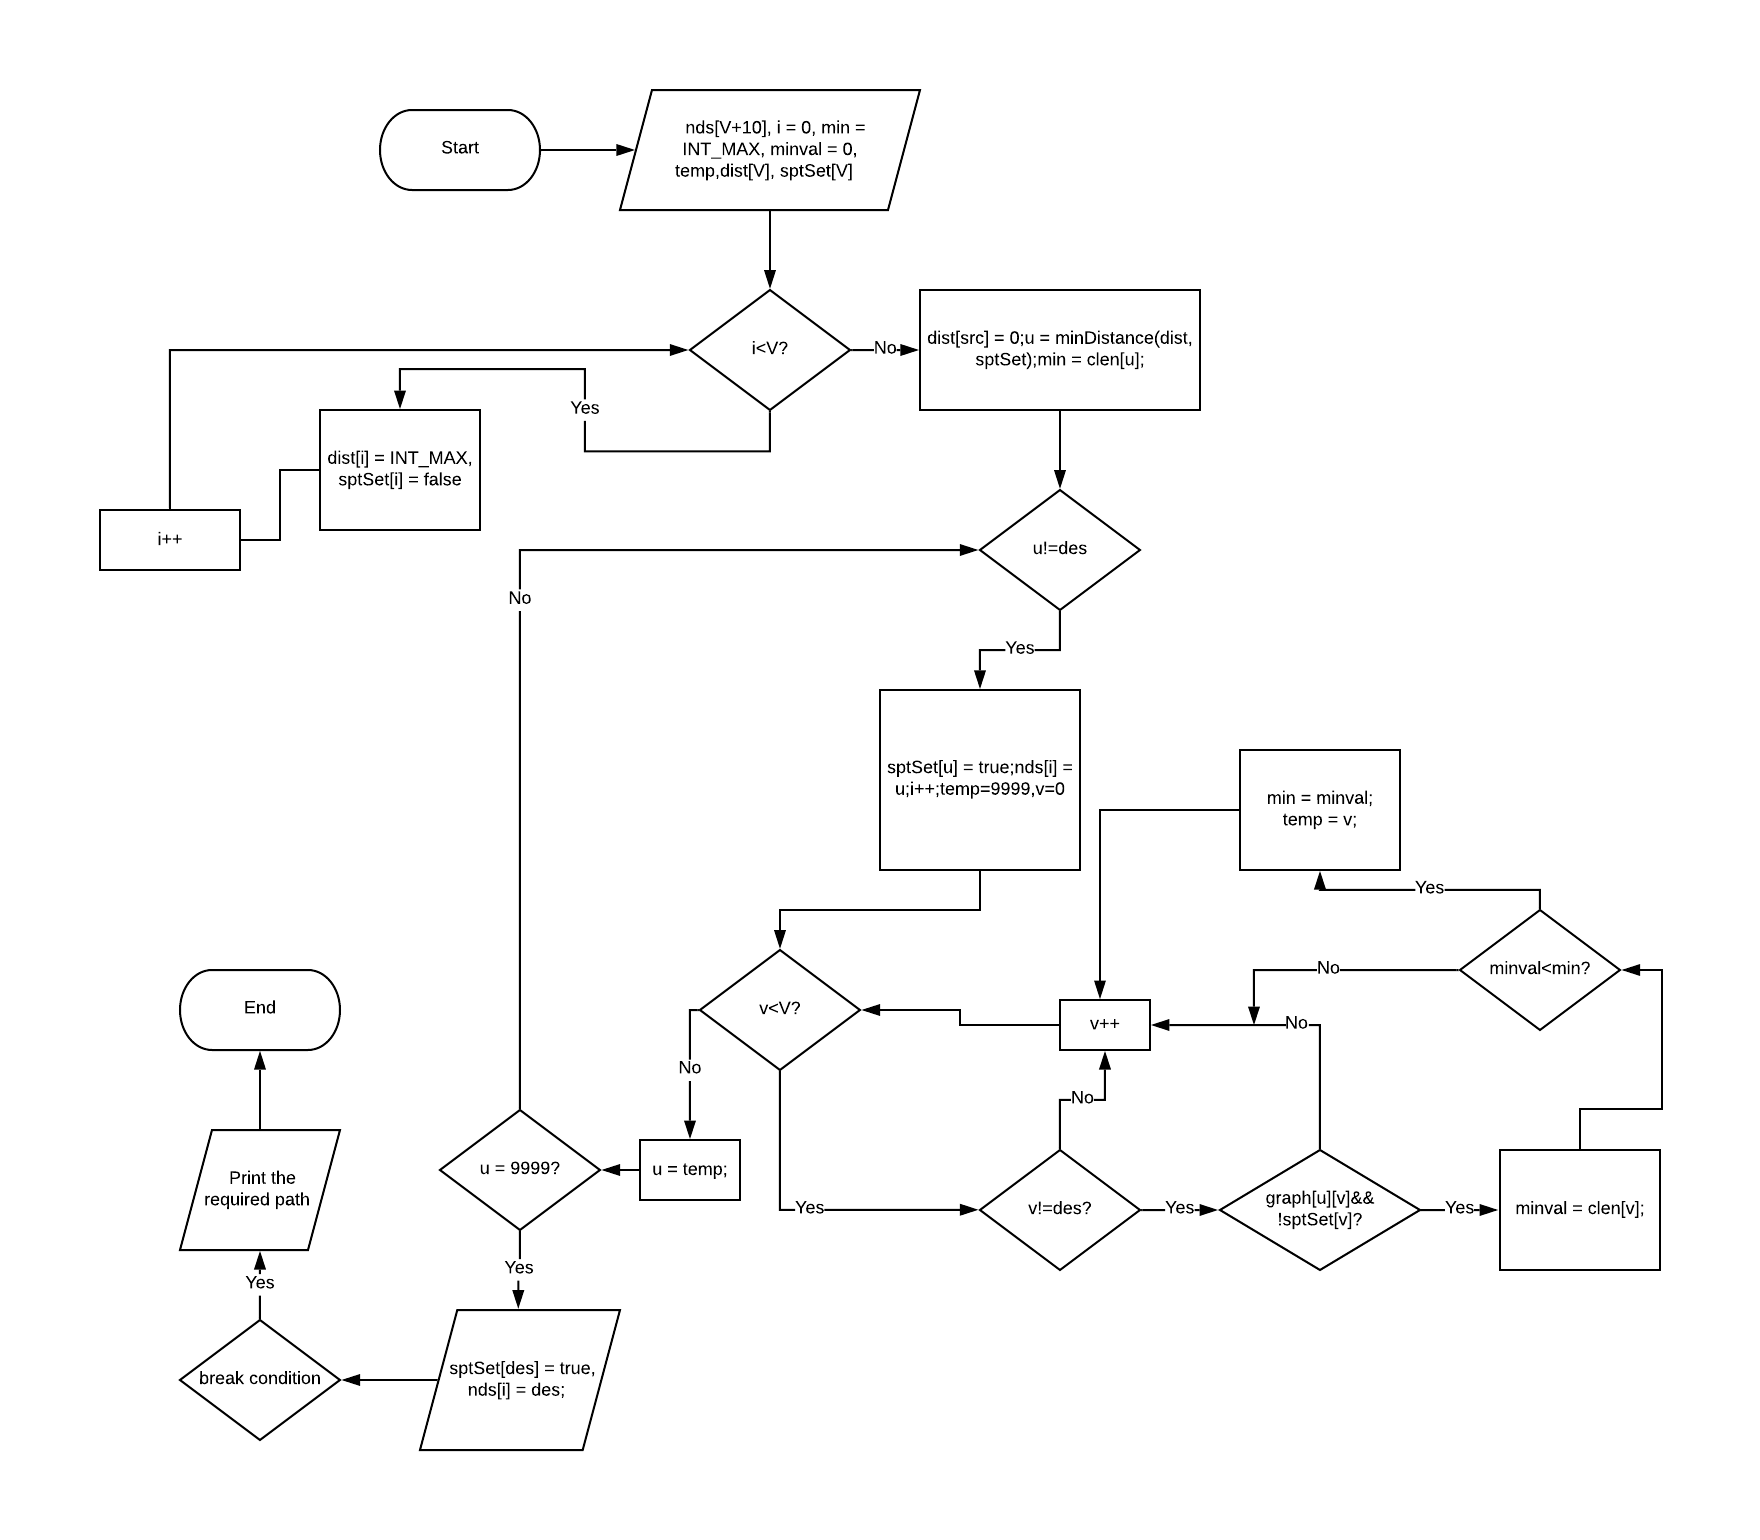 Start
nds[V+10], i = 0, min =
INT_MAX, minval = 0,
temp,dist[V], sptSet[V]
i<V?
No
dist[src] = 0;u = minDistance(dist,
sptSet);min = clen[u];
Yes
dist[i] = INT_MAX,
sptSet[i] = false
i++
u!=des
No
Yes
sptSet[u] = true;nds[i] =
u;i++;temp=9999,v=0
min = minval;
temp = v;
Yes
minval<min?
No
End
v<V?
v++
No
No
No
Print the
required path
u = 9999?
u = temp;
Yes
v!=des?
Yes
graph[u][v]&&
!sptSet[v]?
Yes
minval = clen[v];
Yes
Yes
break condition
sptSet[des] = true,
nds[i] = des;